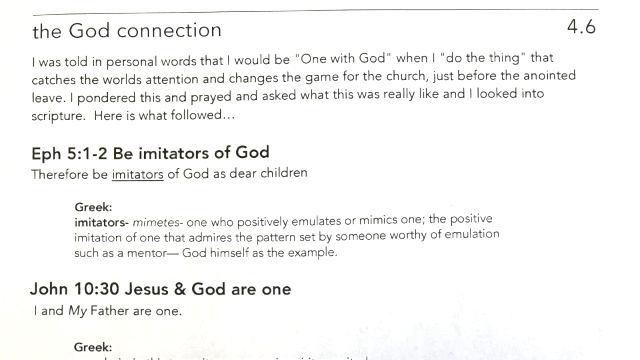 the God connection
4.6
I was told in personal words that I would be "One with God" when I "do the thing" that
catches the worlds attention and changes the game for the church, just before the anointed
leave. I pondered this and prayed and asked what this was really like and I looked into
scripture.  Here is what followed...
Eph 5:1-2 Be imitators of God
Therefore be imitators of God as dear children
Greek:
imitators- mimetes- one who positively emulates or mimics one; the positive
imitation of one that admires the pattern set by someone worthy of emulation
such as a mentor— God himself as the example.
John 10:30 Jesus & God are one
I and My Father are one.
Greek: